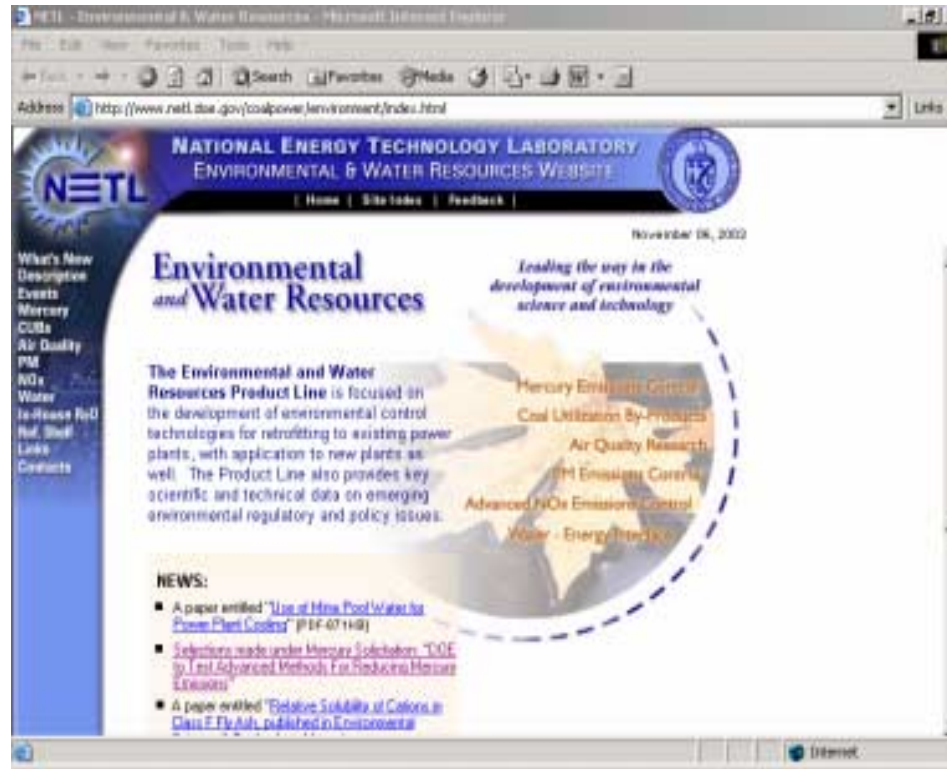 NETL - Environmental & Water Resources - Microsoft Internet Explorer
File Edit View Favorites Tools Help
Back Search Favorites Media
Address http://www.netl.doe.gov/coalpower/environment/index.html Links
NATIONAL ENERGY TECHNOLOGY LABORATORY
ENVIRONMENTAL & WATER RESOURCES WEBSITE
NETL
| Home | Site Index | Feedback |
November 06, 2002
What's New
Description
Events
Mercury
CUBs
Air Quality
PM
NOx
Water
In-House R&D
Ref. Shelf
Links
Contacts
Environmental
and Water Resources
Leading the way in the
development of environmental
science and technology
The Environmental and Water
Resources Product Line is focused on
the development of environmental control
technologies for retrofitting to existing power
plants, with application to new plants as
well. The Product Line also provides key
scientific and technical data on emerging
environmental regulatory and policy issues.
Mercury Emissions Control
Coal Utilization By-Products
Air Quality Research
PM Emissions Control
Advanced NOx Emissions Control
Water - Energy Interface
NEWS:
A paper entitled "Use of Mine Pool Water for
Power Plant Cooling" (PDF-671KB)
Selections made under Mercury Solicitation "DOE
to Test Advanced Methods For Reducing Mercury
Emissions"
A paper entitled "Relative Solubility of Cations in
Class F Fly Ash, published in Environmental
Internet